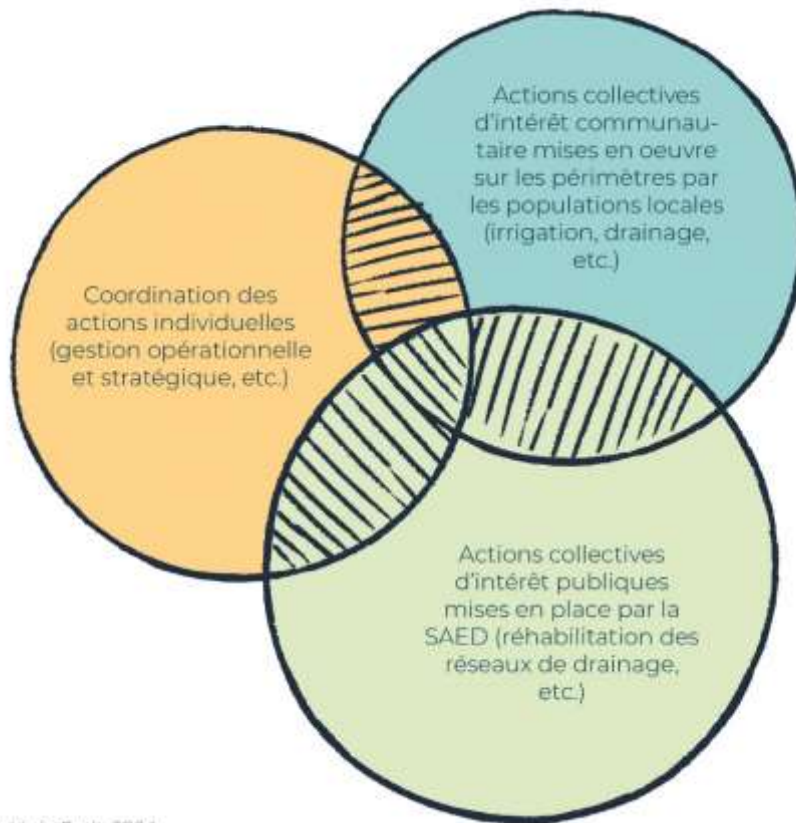 Actions collectives
d'intérêt communau-
taire mises en oeuvre
sur les périmètres par
les populations locales
(irrigation, drainage,
etc.)
Coordination des
actions individuelles
(gestion opérationnelle
et stratégique, etc.)
Actions collectives
d'intérêt publiques
mises en place par la
SAED (réhabilitation des
réseaux de drainage,
etc.)